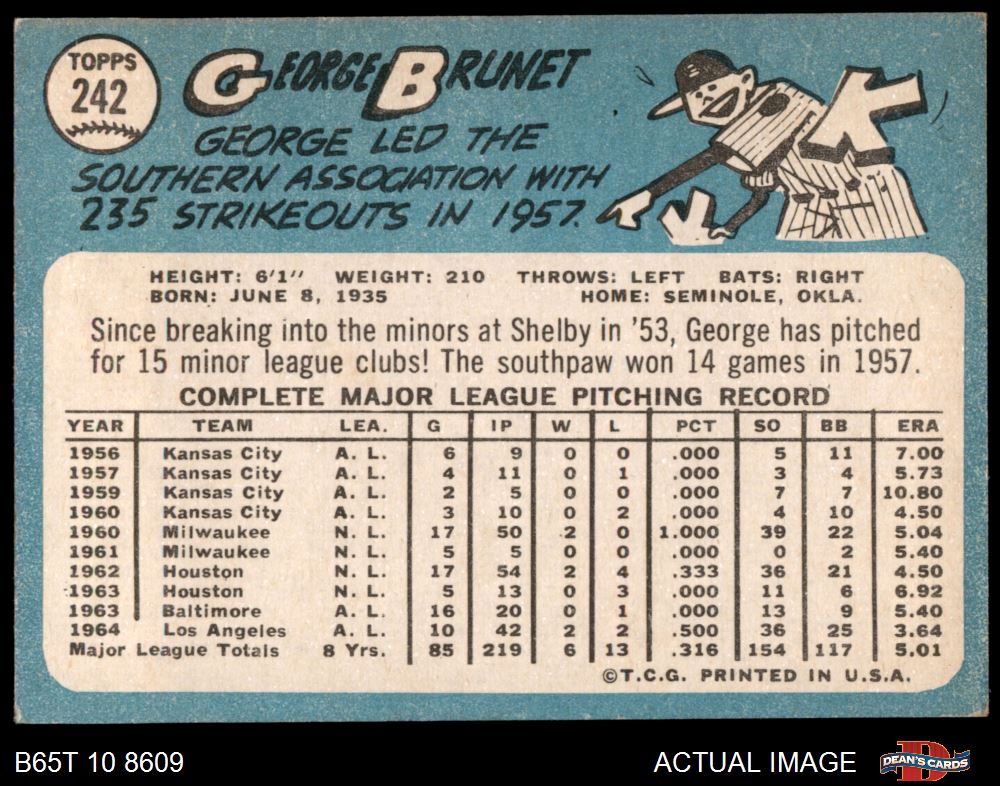 TOPPS
242
GEORGE BRUNET
GEORGE LED THE
SOUTHERN ASSOCIATION WITH
235 STRIKEOUTS IN 1957.
K
K
K
HEIGHT: 6'1" WEIGHT: 210 THROWS: LEFT BATS: RIGHT
BORN: JUNE 8, 1935 HOME: SEMINOLE, OKLA.
Since breaking into the minors at Shelby in '53, George has pitched
for 15 minor league clubs! The southpaw won 14 games in 1957.
COMPLETE MAJOR LEAGUE PITCHING RECORD
YEAR TEAM LEA. G IP W L PCT SO BB ERA
1956 Kansas City A. L. 6 9 0 0 .000 5 11 7.00
1957 Kansas City A. L. 4 11 0 1 .000 3 4 5.73
1959 Kansas City A. L. 2 5 0 0 .000 7 7 10.80
1960 Kansas City A. L. 3 10 0 2 .000 4 10 4.50
1960 Milwaukee N. L. 17 50 2 0 1.000 39 22 5.04
1961 Milwaukee N. L. 5 5 0 0 .000 0 2 5.40
1962 Houston N. L. 17 54 2 4 .333 36 21 4.50
1963 Houston N. L. 5 13 0 3 .000 11 6 6.92
1963 Baltimore A. L. 16 20 0 1 .000 13 9 5.40
1964 Los Angeles A. L. 10 42 2 2 .500 36 25 3.64
Major League Totals 8 Yrs. 85 219 6 13 .316 154 117 5.01
©T.C.G. PRINTED IN U.S.A.
B65T 10 8609 ACTUAL IMAGE
DEAN'S CARDS